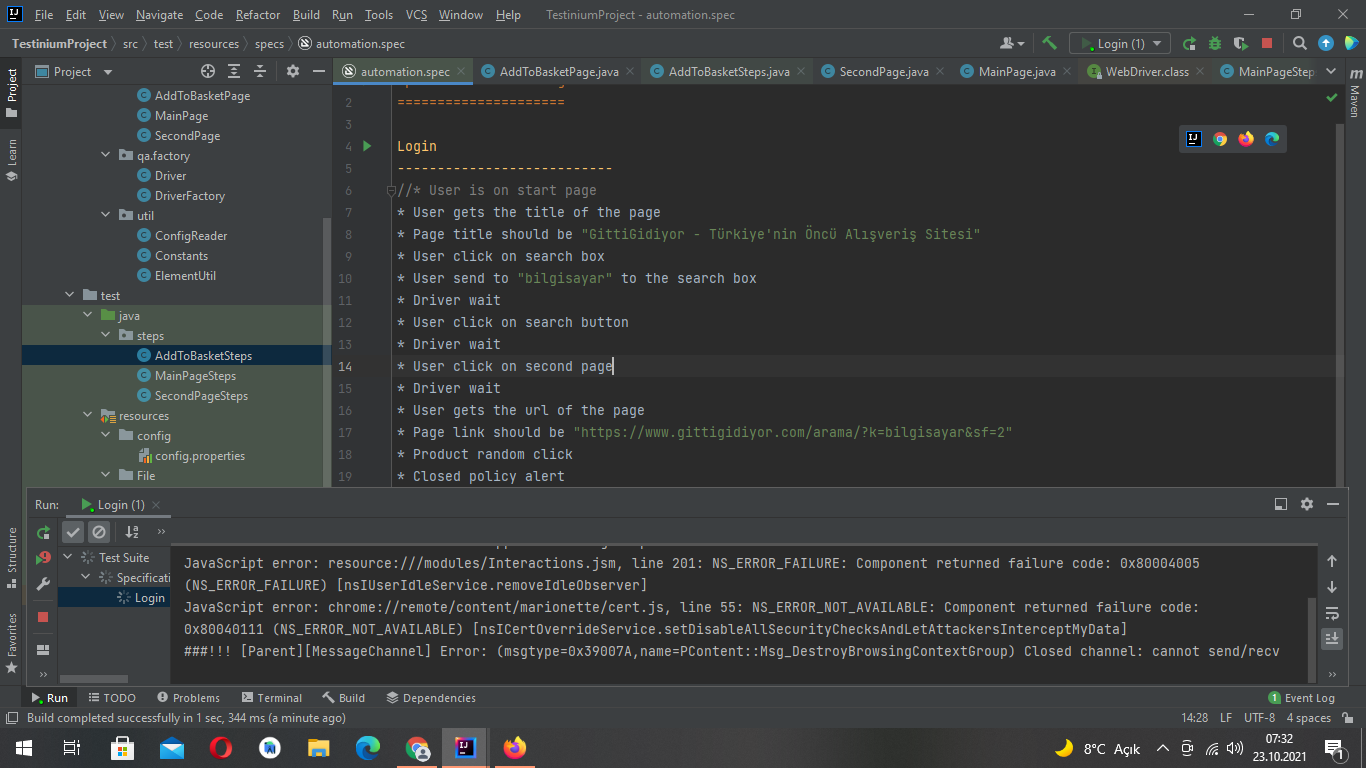 File Edit View Navigate Code Refactor Build Run Tools VCS Window Help TestiniumProject - automation.spec
TestiniumProject src test resources specs automation.spec Login (1)
Project automation.spec AddToBasketPage.java AddToBasketSteps.java SecondPage.java MainPage.java WebDriver.class MainPageStep
Project
Learn
Structure
Favorites
Maven
AddToBasketPage
MainPage
SecondPage
qa.factory
Driver
DriverFactory
util
ConfigReader
Constants
ElementUtil
test
java
steps
AddToBasketSteps
MainPageSteps
SecondPageSteps
resources
config
config.properties
File
2 =====================
3
4 Login
5 ---------------------------
6 //* User is on start page
7 * User gets the title of the page
8 * Page title should be "GittiGidiyor - Türkiye'nin Öncü Alışveriş Sitesi"
9 * User click on search box
10 * User send to "bilgisayar" to the search box
11 * Driver wait
12 * User click on search button
13 * Driver wait
14 * User click on second page
15 * Driver wait
16 * User gets the url of the page
17 * Page link should be "https://www.gittigidiyor.com/arama/?k=bilgisayar&sf=2"
18 * Product random click
19 * Closed policy alert
Run: Login (1)
Test Suite
Specificati
Login
JavaScript error: resource:///modules/Interactions.jsm, line 201: NS_ERROR_FAILURE: Component returned failure code: 0x80004005
(NS_ERROR_FAILURE) [nsIUserIdleService.removeIdleObserver]
JavaScript error: chrome://remote/content/marionette/cert.js, line 55: NS_ERROR_NOT_AVAILABLE: Component returned failure code:
0x80040111 (NS_ERROR_NOT_AVAILABLE) [nsICertOverrideService.setDisableAllSecurityChecksAndLetAttackersInterceptMyData]
###!!! [Parent][MessageChannel] Error: (msgtype=0x39007A,name=PContent::Msg_DestroyBrowsingContextGroup) Closed channel: cannot send/recv
Run TODO Problems Terminal Build Dependencies 1 Event Log
Build completed successfully in 1 sec, 344 ms (a minute ago) 14:28 LF UTF-8 4 spaces
8°C Açık 07:32
23.10.2021 1